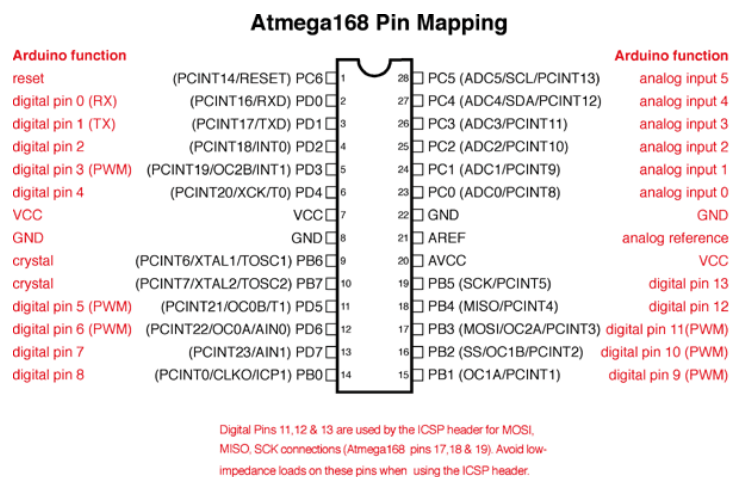 Atmega168 Pin Mapping
Arduino function Arduino function
reset (PCINT14/RESET) PC6 1 28 PC5 (ADC5/SCL/PCINT13) analog input 5
digital pin 0 (RX) (PCINT16/RXD) PD0 2 27 PC4 (ADC4/SDA/PCINT12) analog input 4
digital pin 1 (TX) (PCINT17/TXD) PD1 3 26 PC3 (ADC3/PCINT11) analog input 3
digital pin 2 (PCINT18/INT0) PD2 4 25 PC2 (ADC2/PCINT10) analog input 2
digital pin 3 (PWM) (PCINT19/OC2B/INT1) PD3 5 24 PC1 (ADC1/PCINT9) analog input 1
digital pin 4 (PCINT20/XCK/T0) PD4 6 23 PC0 (ADC0/PCINT8) analog input 0
VCC VCC 7 22 GND GND
GND GND 8 21 AREF analog reference
crystal (PCINT6/XTAL1/TOSC1) PB6 9 20 AVCC VCC
crystal (PCINT7/XTAL2/TOSC2) PB7 10 19 PB5 (SCK/PCINT5) digital pin 13
digital pin 5 (PWM) (PCINT21/OC0B/T1) PD5 11 18 PB4 (MISO/PCINT4) digital pin 12
digital pin 6 (PWM) (PCINT22/OC0A/AIN0) PD6 12 17 PB3 (MOSI/OC2A/PCINT3) digital pin 11(PWM)
digital pin 7 (PCINT23/AIN1) PD7 13 16 PB2 (SS/OC1B/PCINT2) digital pin 10 (PWM)
digital pin 8 (PCINT0/CLKO/ICP1) PB0 14 15 PB1 (OC1A/PCINT1) digital pin 9 (PWM)
Digital Pins 11,12 & 13 are used by the ICSP header for MOSI,
MISO, SCK connections (Atmega168 pins 17,18 & 19). Avoid low-
impedance loads on these pins when using the ICSP header.